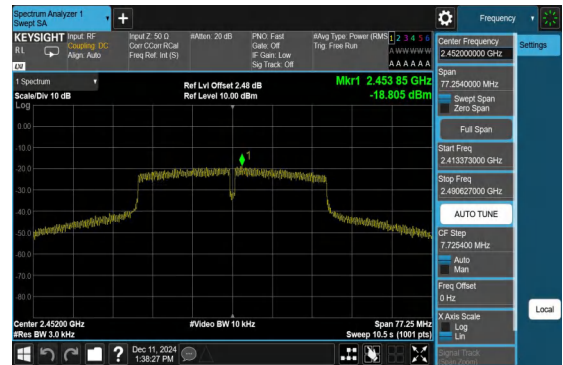 Spectrum Analyzer 1
Swept SA
+
Frequency
KEYSIGHT
RL
LXI
Input: RF
Coupling: DC
Align: Auto
Input Z: 50 Ω
Corr CCorr RCal
Freq Ref: Int (S)
#Atten: 20 dB
PNO: Fast
Gate: Off
IF Gain: Low
Sig Track: Off
#Avg Type: Power (RMS
Trig: Free Run
1 2 3 4 5 6
A W W W W W
A A A A A A
1 Spectrum
Scale/Div 10 dB
Ref Lvl Offset 2.48 dB
Ref Level 10.00 dBm
Mkr1 2.453 85 GHz
-18.805 dBm
Log
0.00
-10.0
-20.0
-30.0
-40.0
-50.0
-60.0
-70.0
-80.0
1
Center 2.45200 GHz
#Res BW 3.0 kHz
#Video BW 10 kHz
Span 77.25 MHz
Sweep 10.5 s (1001 pts)
?
Dec 11, 2024
1:38:27 PM
Center Frequency
2.452000000 GHz
Span
77.2540000 MHz
Swept Span
Zero Span
Full Span
Start Freq
2.413373000 GHz
Stop Freq
2.490627000 GHz
AUTO TUNE
CF Step
7.725400 MHz
Auto
Man
Freq Offset
0 Hz
X Axis Scale
Log
Lin
Signal Track
Settings
Local